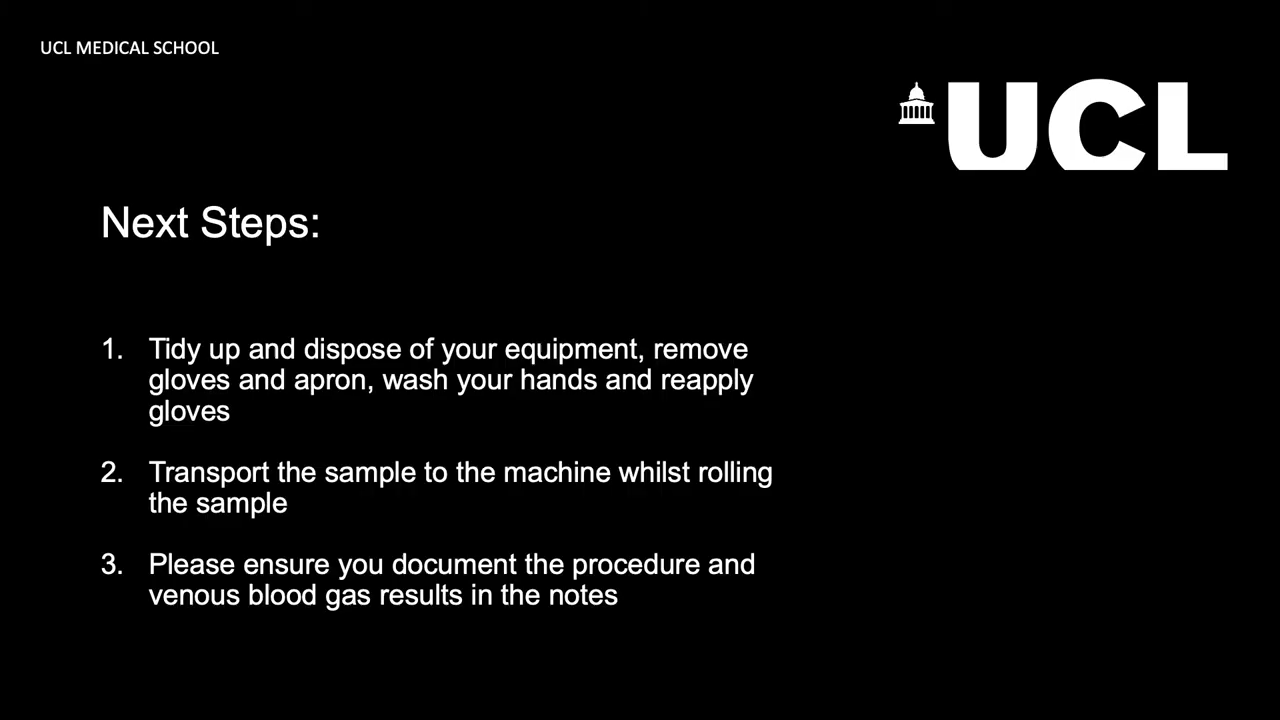 UCL MEDICAL SCHOOL
UCL
Next Steps:
1. Tidy up and dispose of your equipment, remove
gloves and apron, wash your hands and reapply
gloves
2. Transport the sample to the machine whilst rolling
the sample
3. Please ensure you document the procedure and
venous blood gas results in the notes